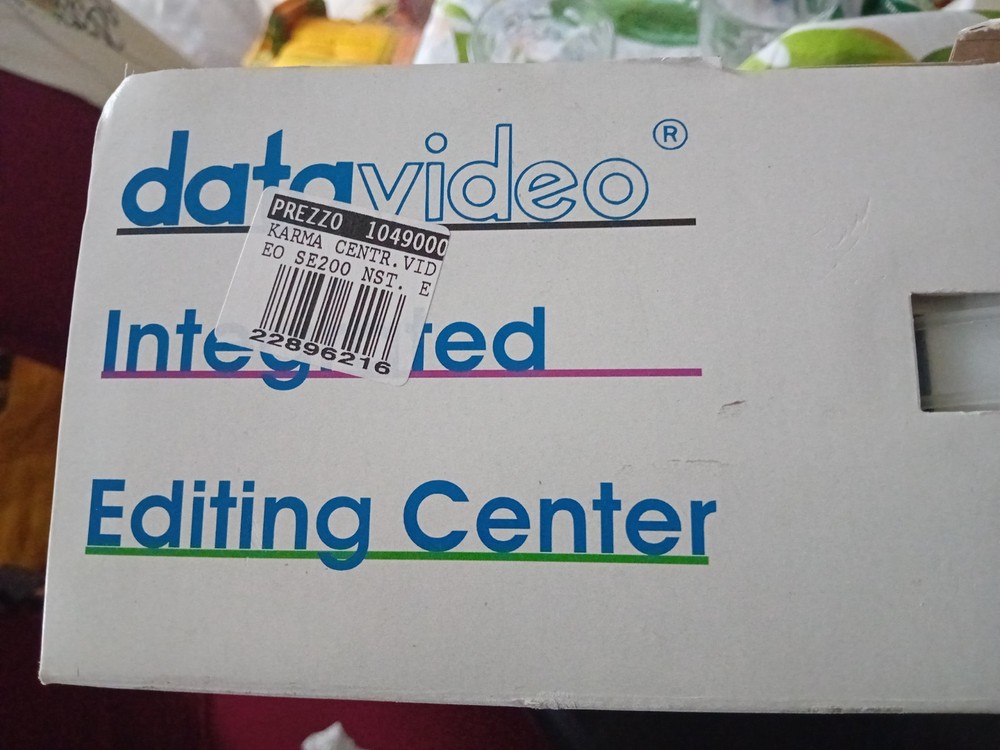 datavideo®
PREZZO 1049000
KARMA CENTR.VID
EO SE200 NST. E
22896216
Integrated
Editing Center